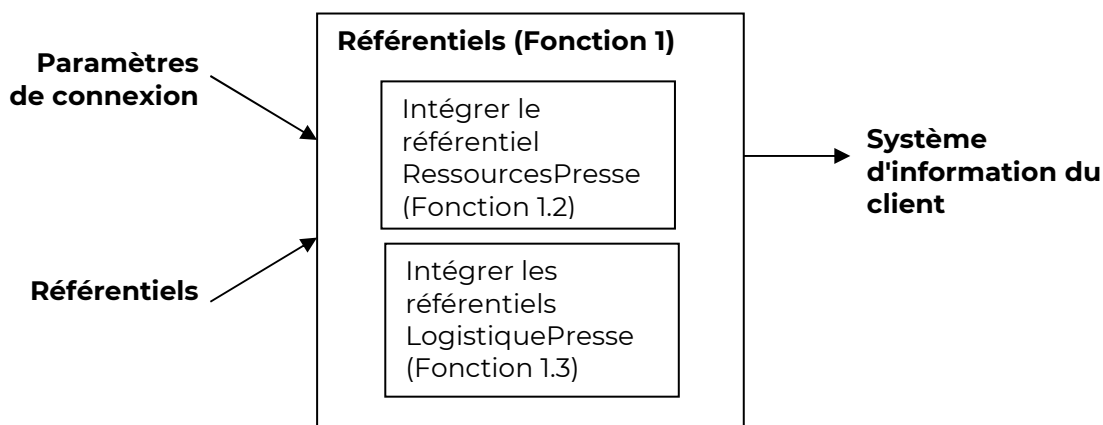 Référentiels (Fonction 1)
Paramètres
de connexion
Intégrer le
référentiel
RessourcesPresse
(Fonction 1.2)
Système
d'information du
client
Référentiels
Intégrer les
référentiels
LogistiquePresse
(Fonction 1.3)